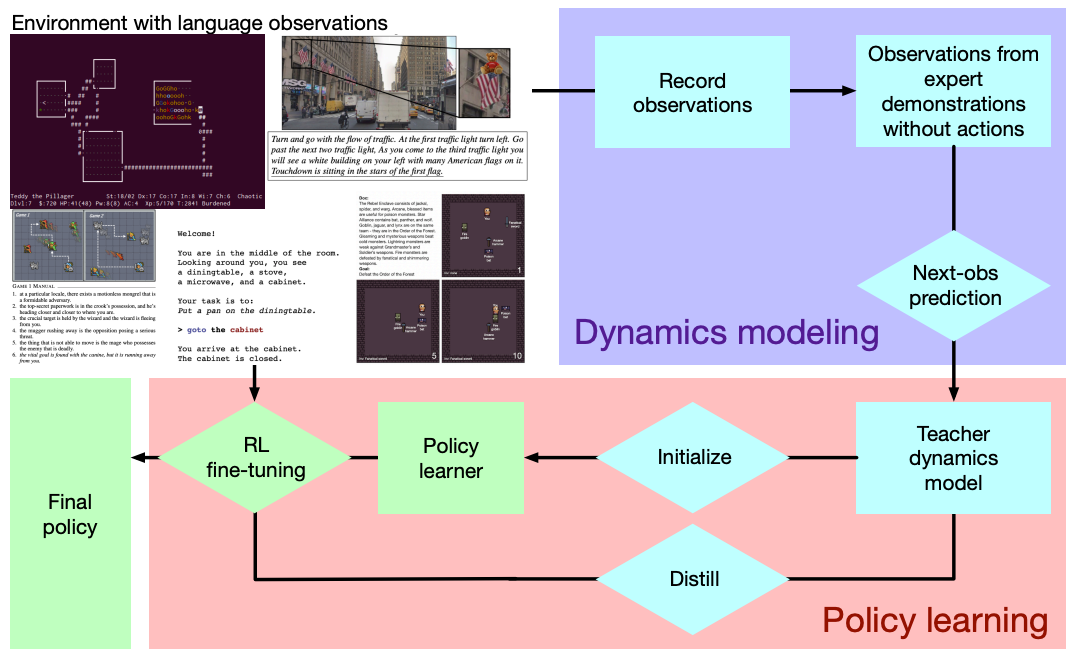 Environment with language observations
Teddy the Pillager St:18/02 Dx:17 Co:17 In:8 Wi:7 Ch:6 Chaotic
Dlvl:7 $:720 HP:41(48) Pw:8(8) AC:4 Xp:5/170 T:2841 Burdened
Turn and go with the flow of traffic. At the first traffic light turn left. Go
past the next two traffic light, As you come to the third traffic light you
will see a white building on your left with many American flags on it.
Touchdown is sitting in the stars of the first flag.
Game 1
Game 2
GAME 1 MANUAL
1. at a particular locale, there exists a motionless mongrel that is
a formidable adversary.
2. the top-secret paperwork is in the crook's possession, and he's
heading closer and closer to where you are.
3. the crucial target is held by the wizard and the wizard is fleeing
from you.
4. the mugger rushing away is the opposition posing a serious
threat.
5. the thing that is not able to move is the mage who possesses
the enemy that is deadly.
6. the vital goal is found with the canine, but it is running away
from you.
Welcome!
You are in the middle of the room.
Looking around you, you see
a diningtable, a stove,
a microwave, and a cabinet.
Your task is to:
Put a pan on the diningtable.
> goto the cabinet
You arrive at the cabinet.
The cabinet is closed.
Doc:
The Rebel Enclave consists of jackal,
spider, and warg. Arcane, blessed items
are useful for poison monsters. Star
Alliance contains bat, panther, and wolf.
Goblin, jaguar, and lynx are on the same
team - they are in the Order of the Forest.
Gleaming and mysterious weapons beat
cold monsters. Lightning monsters are
weak against Grandmaster's and
Soldier's weapons. Fire monsters are
defeated by fanatical and shimmering
weapons.
Goal:
Defeat the Order of the Forest
You
Fanatical
sword
Fire
goblin
Arcane
hammer
Poison
bat
1
5
10
Record
observations
Observations from
expert
demonstrations
without actions
Next-obs
prediction
Dynamics modeling
Teacher
dynamics
model
Initialize
Policy
learner
RL
fine-tuning
Final
policy
Distill
Policy learning